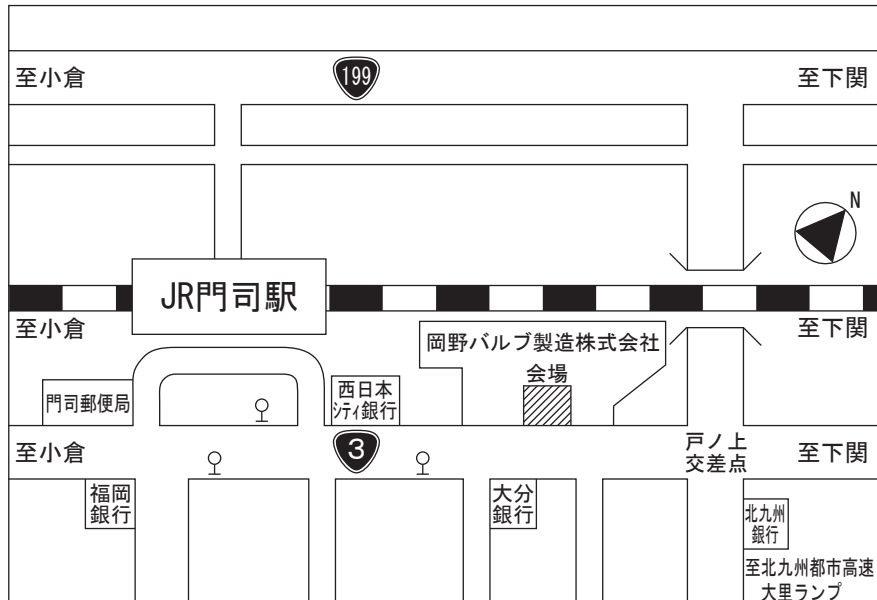 至小倉
199
至下関
N
JR門司駅
至小倉
至下関
岡野バルブ製造株式会社
会場
門司郵便局
西日本
シティ銀行
至小倉
3
戸ノ上
交差点
至下関
福岡
銀行
大分
銀行
北九州
銀行
至北九州都市高速
大里ランプ